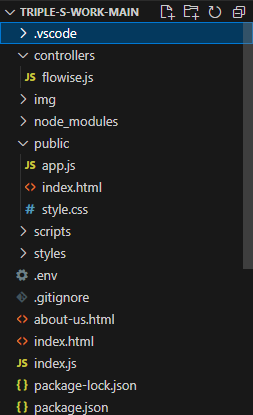 TRIPLE-S-WORK-MAIN
.vscode
controllers
JS flowise.js
img
node_modules
public
JS app.js
<> index.html
# style.css
scripts
styles
.env
.gitignore
<> about-us.html
<> index.html
JS index.js
{} package-lock.json
{} package.json